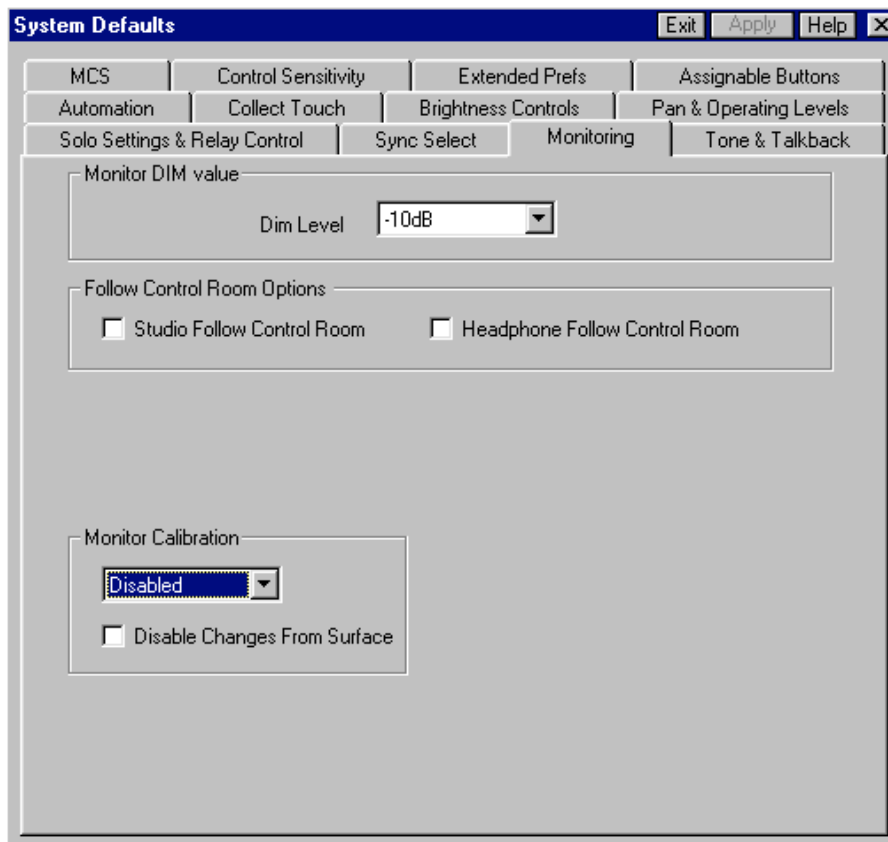 System Defaults Exit Apply Help
MCS Control Sensitivity Extended Prefs Assignable Buttons
Automation Collect Touch Brightness Controls Pan & Operating Levels
Solo Settings & Relay Control Sync Select Monitoring Tone & Talkback
Monitor DIM value
Dim Level -10dB
Follow Control Room Options
Studio Follow Control Room Headphone Follow Control Room
Monitor Calibration
Disabled
Disable Changes From Surface